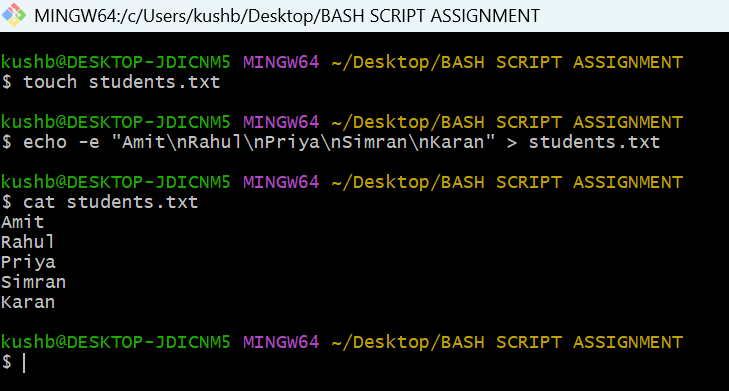 MINGW64:/c/Users/kushb/Desktop/BASH SCRIPT ASSIGNMENT
kushb@DESKTOP-JDICNM5 MINGW64 ~/Desktop/BASH SCRIPT ASSIGNMENT
$ touch students.txt
kushb@DESKTOP-JDICNM5 MINGW64 ~/Desktop/BASH SCRIPT ASSIGNMENT
$ echo -e "Amit\nRahul\nPriya\nSimran\nKaran" > students.txt
kushb@DESKTOP-JDICNM5 MINGW64 ~/Desktop/BASH SCRIPT ASSIGNMENT
$ cat students.txt
Amit
Rahul
Priya
Simran
Karan
kushb@DESKTOP-JDICNM5 MINGW64 ~/Desktop/BASH SCRIPT ASSIGNMENT
$